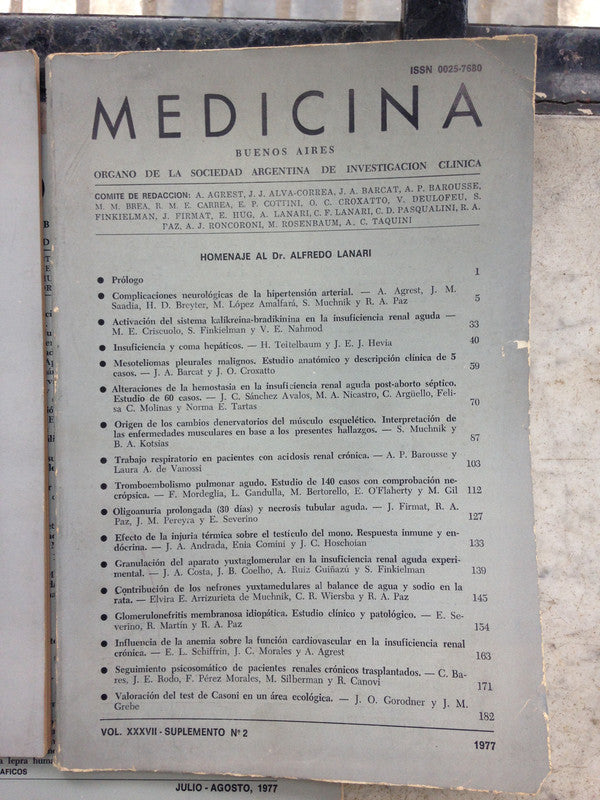 ISSN 0025-7680
MEDICINA
BUENOS AIRES
ORGANO DE LA SOCIEDAD ARGENTINA DE INVESTIGACION CLINICA
COMITE DE REDACCION: A. AGREST, J. J. ALVA-CORREA, J. A. BARCAT, A. P. BAROUSSE,
M. M. BREA, R. M. E. CARREA, E. P. COTTINI, O. C. CROXATTO, V. DEULOFEU, S.
FINKIELMAN, J. FIRMAT, E. HUG, A. LANARI, C. F. LANARI, C. D. PASQUALINI, R. A.
PAZ, A. J. RONCORONI, M. ROSENBAUM, A. C. TAQUINI
HOMENAJE AL Dr. ALFREDO LANARI
● Prólogo 1
● Complicaciones neurológicas de la hipertensión arterial. — A. Agrest, J. M.
Saadia, H. D. Breyter, M. López Amalfara, S. Muchnik y R. A. Paz 5
● Activación del sistema kalikreina-bradikinina en la insuficiencia renal aguda —
M. E. Criscuolo, S. Finkielman y V. E. Nahmod 33
● Insuficiencia y coma hepáticos. — H. Teitelbaum y J. E. J. Hevia 40
● Mesoteliomas pleurales malignos. Estudio anatómico y descripción clínica de 5
casos. — J. A. Barcat y J. O. Croxatto 59
● Alteraciones de la hemostasia en la insuficiencia renal aguda post-aborto séptico.
Estudio de 60 casos. — J. C. Sánchez Avalos, M. A. Nicastro, C. Argüello, Feli-
sa C. Molinas y Norma E. Tartas 70
● Origen de los cambios denervatorios del músculo esquelético. Interpretación de
las enfermedades musculares en base a los presentes hallazgos. — S. Muchnik y
B. A. Kotsias 87
● Trabajo respiratorio en pacientes con acidosis renal crónica. — A. P. Barousse y
Laura A. de Vanossi 103
● Tromboembolismo pulmonar agudo. Estudio de 140 casos con comprobación ne-
crópsica. — F. Mordeglia, L. Gandulla, M. Bertorello, E. O'Flaherty y M. Gil 112
● Oligoanuria prolongada (30 días) y necrosis tubular aguda. — J. Firmat, R. A.
Paz, J. M. Pereyra y E. Severino 127
● Efecto de la injuria térmica sobre el testículo del mono. Respuesta inmune y en-
dócrina. — J. A. Andrada, Enia Comini y J. C. Hoschoian 133
● Granulación del aparato yuxtaglomerular en la insuficiencia renal aguda experi-
mental. — J. A. Costa, J. B. Coelho, A. Ruiz Guiñazú y S. Finkielman 139
● Contribución de los nefrones yuxtamedulares al balance de agua y sodio en la
rata. — Elvira E. Arrizurieta de Muchnik, C. R. Wiersba y R. A. Paz 145
● Glomerulonefritis membranosa idiopática. Estudio clínico y patológico. — E. Se-
verino, R. Martin y R. A. Paz 154
● Influencia de la anemia sobre la función cardiovascular en la insuficiencia renal
crónica. — E. L. Schiffrin, J. C. Morales y A. Agrest 163
● Seguimiento psicosomático de pacientes renales crónicos trasplantados. — C. Ba-
res, J. E. Bodo, F. Pérez Morales, M. Silberman y R. Canovi 171
● Valoración del test de Casoni en un área ecológica. — J. O. Gorodner y J. M.
Grebe 182
VOL. XXXVII - SUPLEMENTO Nº 2
1977
a lepra huma
AFICOS
JULIO - AGOSTO, 1977